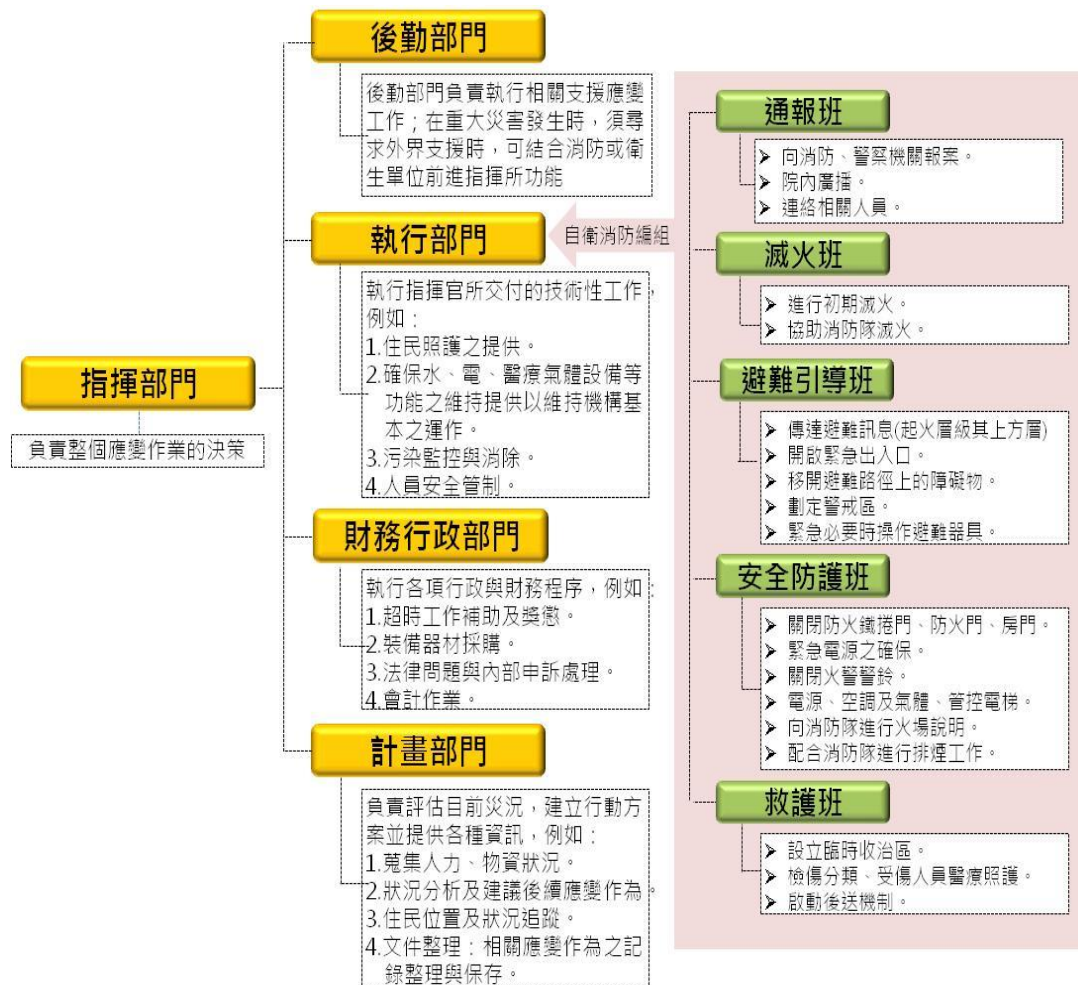 指揮部門
負責整個應變作業的決策
後勤部門
後勤部門負責執行相關支援應變
工作；在重大災害發生時，須尋
求外界支援時，可結合消防或衛
生單位前進指揮所功能
執行部門
執行指揮官所交付的技術性工作，
例如：
1.住民照護之提供。
2.確保水、電、醫療氣體設備等
功能之維持提供以維持機構基
本之運作。
3.污染監控與消除。
4.人員安全管制。
財務行政部門
執行各項行政與財務程序，例如：
1.超時工作補助及獎懲。
2.裝備器材採購。
3.法律問題與內部申訴處理。
4.會計作業。
計畫部門
負責評估目前災況，建立行動方
案並提供各種資訊，例如：
1.蒐集人力、物資狀況。
2.狀況分析及建議後續應變作為。
3.住民位置及狀況追蹤。
4.文件整理：相關應變作為之記
錄整理與保存。
自衛消防編組
通報班
➤ 向消防、警察機關報案。
➤ 院內廣播。
➤ 連絡相關人員。
滅火班
➤ 進行初期滅火。
➤ 協助消防隊滅火。
避難引導班
➤ 傳達避難訊息(起火層級其上方層)
➤ 開啟緊急出入口。
➤ 移開避難路徑上的障礙物。
➤ 劃定警戒區。
➤ 緊急必要時操作避難器具。
安全防護班
➤ 關閉防火鐵捲門、防火門、房門。
➤ 緊急電源之確保。
➤ 關閉火警警鈴。
➤ 電源、空調及氣體、管控電梯。
➤ 向消防隊進行火場說明。
➤ 配合消防隊進行排煙工作。
救護班
➤ 設立臨時收治區。
➤ 檢傷分類、受傷人員醫療照護。
➤ 啟動後送機制。